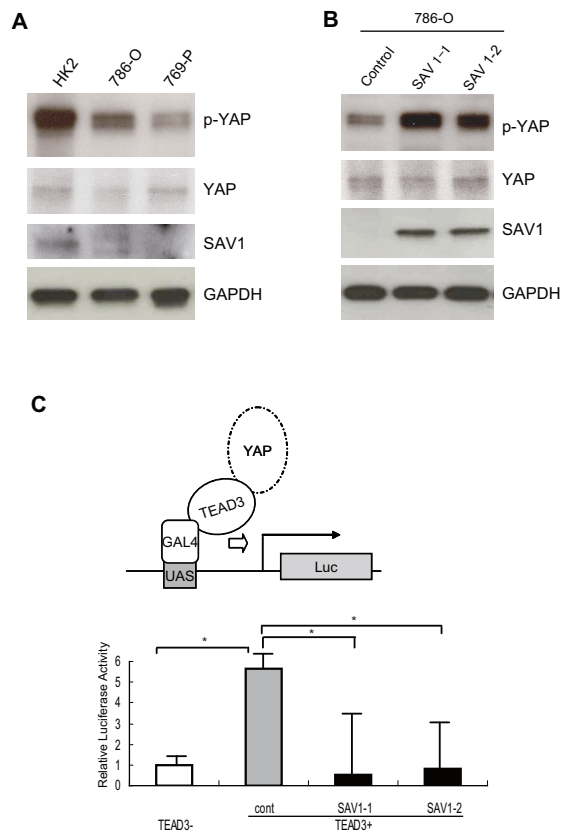 A
HK2 786-O 769-P
p-YAP
YAP
SAV1
GAPDH
B
786-O
Control SAV 1-1 SAV 1-2
p-YAP
YAP
SAV1
GAPDH
C
YAP
TEAD3
GAL4
UAS
Luc
Relative Luciferase Activity
6
5
4
3
2
1
0
* * *
cont SAV1-1 SAV1-2
TEAD3- TEAD3+